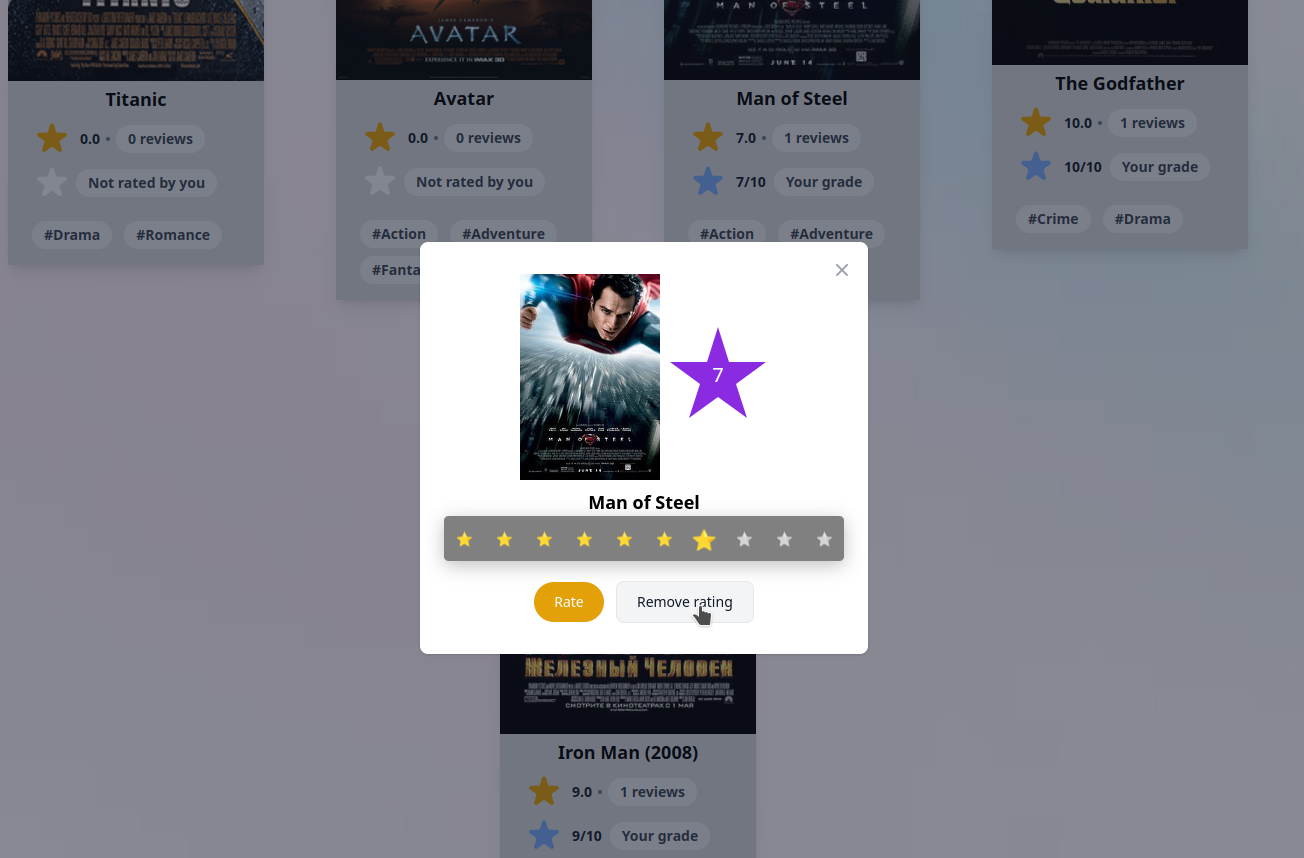 TITANIC
JAMES CAMERON'S
AVATAR
EXPERIENCE IT IN IMAX 3D
MAN OF STEEL
JUNE 14
Titanic
0.0 • 0 reviews
Not rated by you
#Drama #Romance
Avatar
0.0 • 0 reviews
Not rated by you
#Action #Adventure
#Fanta
Man of Steel
7.0 • 1 reviews
7/10 Your grade
#Action #Adventure
The Godfather
10.0 • 1 reviews
10/10 Your grade
#Crime #Drama
7
MAN OF STEEL
JUNE 14
Man of Steel
Rate
Remove rating
ЖЕЛЕЗНЫЙ ЧЕЛОВЕК
СМОТРИТЕ В КИНОТЕАТРАХ С 1 МАЯ
Iron Man (2008)
9.0 • 1 reviews
9/10 Your grade